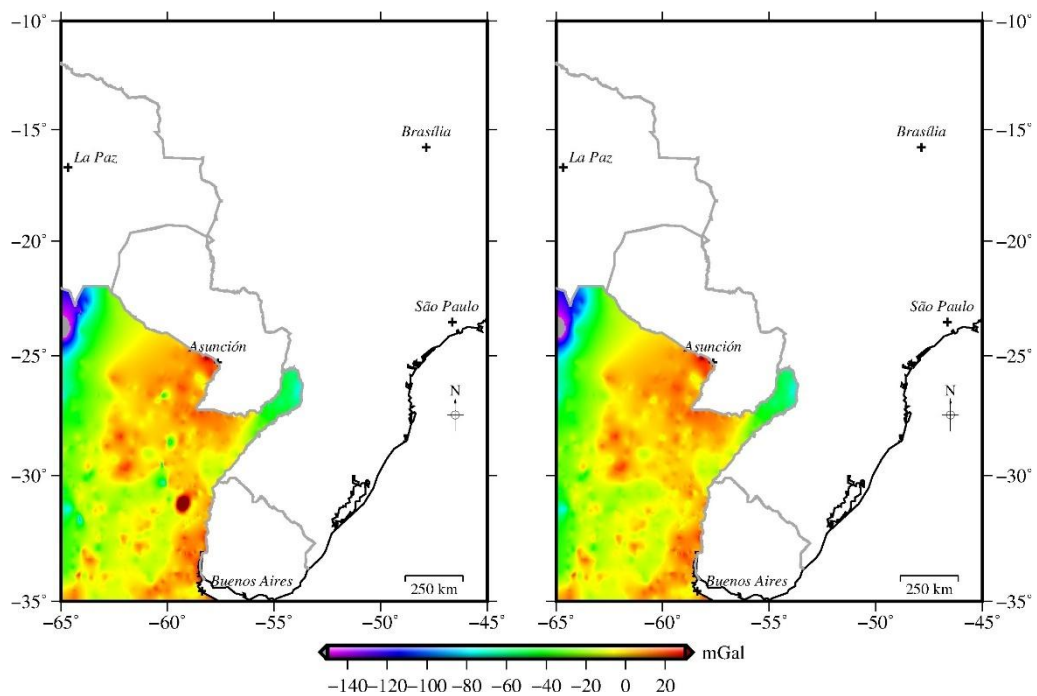 −10° −10°
−15° −15°
−20° −20°
−25° −25°
−30° −30°
−35° −35°
−65° −60° −55° −50° −45° −65° −60° −55° −50° −45°
Brasília Brasília
La Paz La Paz
São Paulo São Paulo
Asunción Asunción
N N
Buenos Aires Buenos Aires
250 km 250 km
mGal
−140 −120 −100 −80 −60 −40 −20 0 20